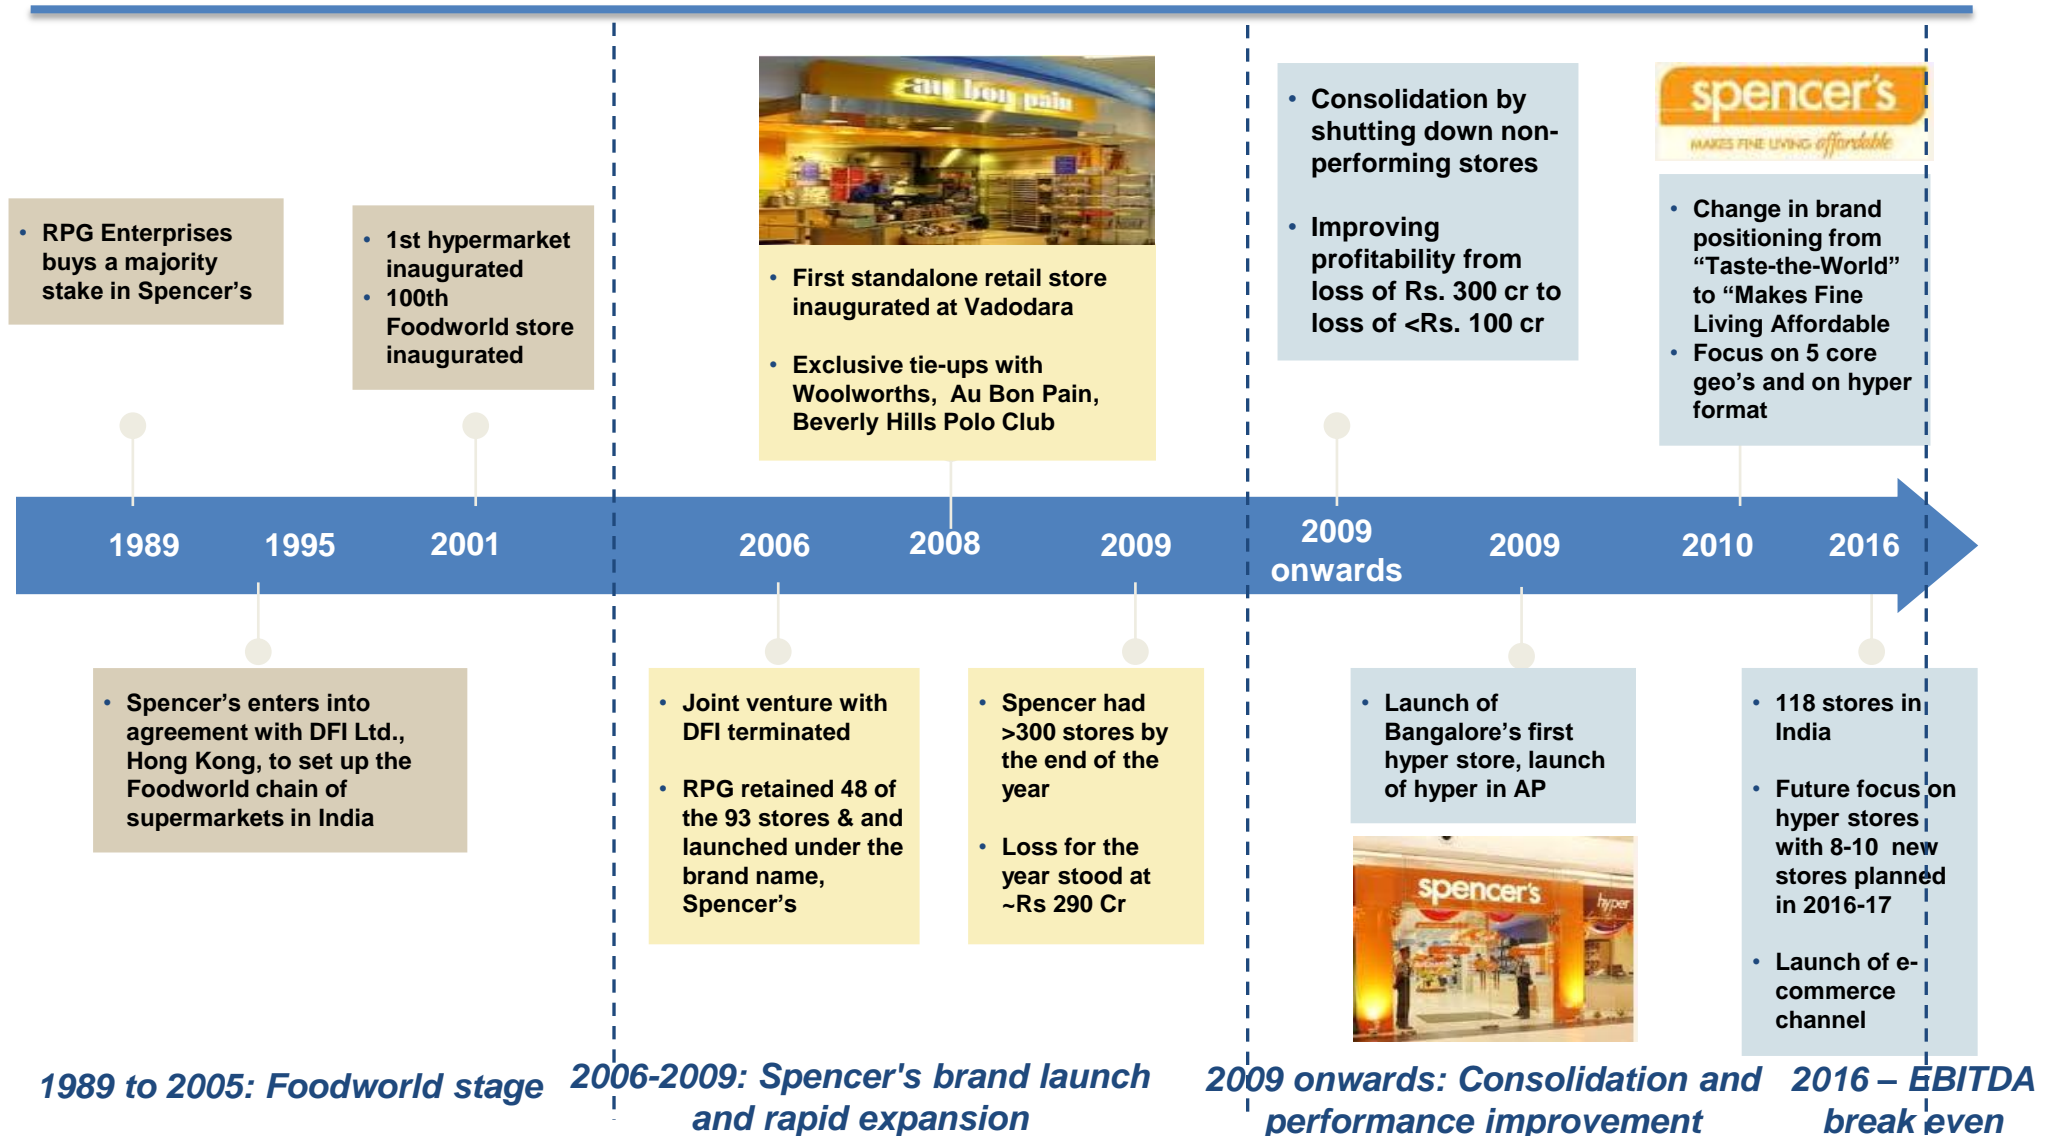 au bon pain
• Consolidation by
shutting down non-
performing stores
• Improving
profitability from
loss of Rs. 300 cr to
loss of <Rs. 100 cr
spencer's
MAKES FINE LIVING affordable
• RPG Enterprises
buys a majority
stake in Spencer’s
• 1st hypermarket
inaugurated
• 100th
Foodworld store
inaugurated
• First standalone retail store
inaugurated at Vadodara
• Exclusive tie-ups with
Woolworths, Au Bon Pain,
Beverly Hills Polo Club
• Change in brand
positioning from
“Taste-the-World”
to “Makes Fine
Living Affordable
• Focus on 5 core
geo’s and on hyper
format
1989
1995
2001
2006
2008
2009
2009
onwards
2009
2010
2016
• Spencer’s enters into
agreement with DFI Ltd.,
Hong Kong, to set up the
Foodworld chain of
supermarkets in India
• Joint venture with
DFI terminated
• RPG retained 48 of
the 93 stores & and
launched under the
brand name,
Spencer’s
• Spencer had
>300 stores by
the end of the
year
• Loss for the
year stood at
~Rs 290 Cr
• Launch of
Bangalore’s first
hyper store, launch
of hyper in AP
spencer's
hyper
• 118 stores in
India
• Future focus on
hyper stores
with 8-10 new
stores planned
in 2016-17
• Launch of e-
commerce
channel
1989 to 2005: Foodworld stage
2006-2009: Spencer's brand launch
and rapid expansion
2009 onwards: Consolidation and
performance improvement
2016 – EBITDA
break even